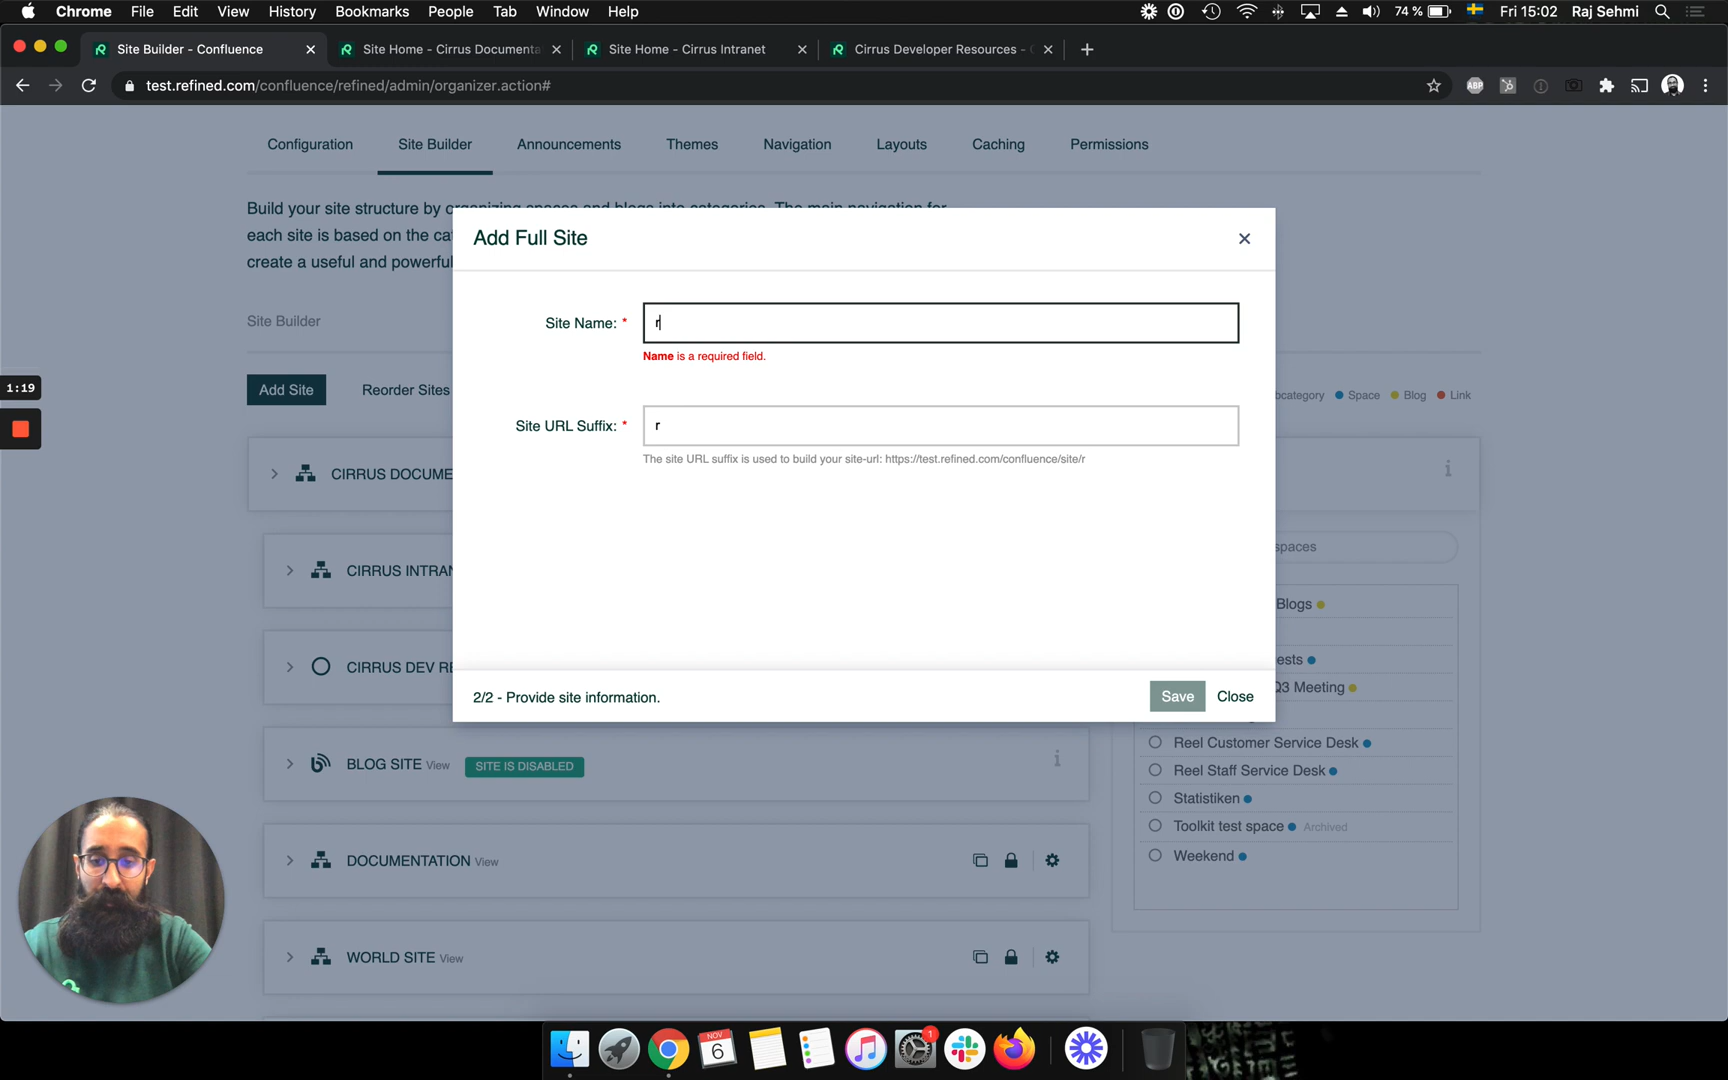 Chrome File Edit View History Bookmarks People Tab Window Help 74 % Fri 15:02 Raj Sehmi
Site Builder - Confluence
Site Home - Cirrus Documenta
Site Home - Cirrus Intranet
Cirrus Developer Resources -
test.refined.com/confluence/refined/admin/organizer.action#
ABP
Configuration Site Builder Announcements Themes Navigation Layouts Caching Permissions
Build your site structure by organizing spaces and blogs into categories. The main navigation for
each site is based on the cat
create a useful and powerful
Add Full Site
Site Builder
Site Name: * r
Name is a required field.
1:19
Add Site Reorder Sites
bcategory Space Blog Link
Site URL Suffix: * r
The site URL suffix is used to build your site-url: https://test.refined.com/confluence/site/r
CIRRUS DOCUME
spaces
CIRRUS INTRAN
Blogs
ests
CIRRUS DEV RE
Q3 Meeting
2/2 - Provide site information.
Save Close
Reel Customer Service Desk
BLOG SITE View SITE IS DISABLED
Reel Staff Service Desk
Statistiken
Toolkit test space Archived
Weekend
DOCUMENTATION View
WORLD SITE View
NOV
6
1